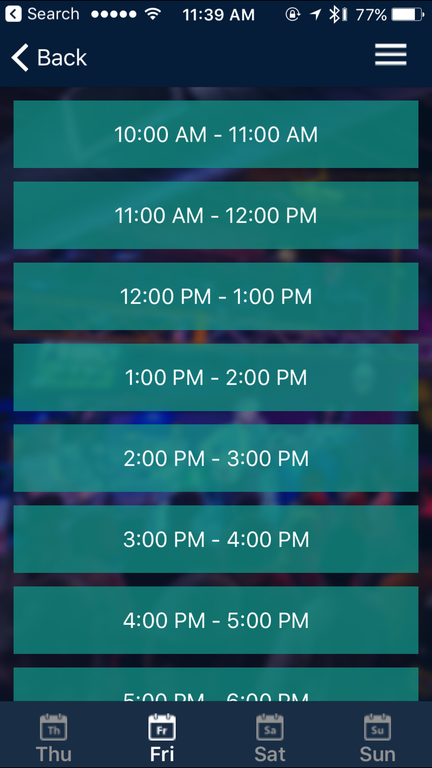 Search 11:39 AM 77%
Back
10:00 AM - 11:00 AM
11:00 AM - 12:00 PM
12:00 PM - 1:00 PM
1:00 PM - 2:00 PM
2:00 PM - 3:00 PM
3:00 PM - 4:00 PM
4:00 PM - 5:00 PM
5:00 PM - 6:00 PM
Th Fr Sa Su
Thu Fri Sat Sun